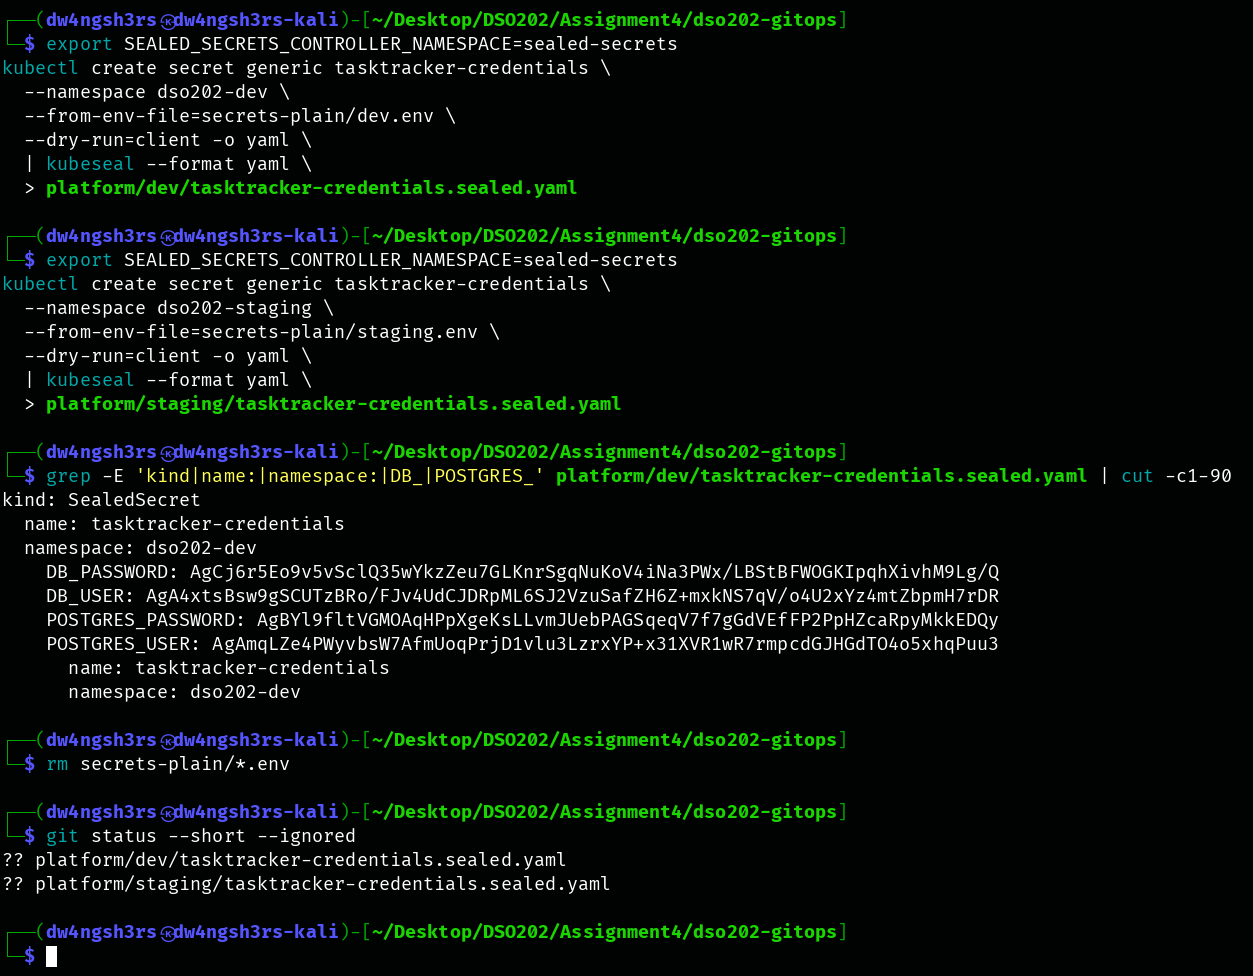 ┌──(dw4ngsh3rs㉿dw4ngsh3rs-kali)-[~/Desktop/DSO202/Assignment4/dso202-gitops]
└─$ export SEALED_SECRETS_CONTROLLER_NAMESPACE=sealed-secrets
kubectl create secret generic tasktracker-credentials \
  --namespace dso202-dev \
  --from-env-file=secrets-plain/dev.env \
  --dry-run=client -o yaml \
  | kubeseal --format yaml \
  > platform/dev/tasktracker-credentials.sealed.yaml
┌──(dw4ngsh3rs㉿dw4ngsh3rs-kali)-[~/Desktop/DSO202/Assignment4/dso202-gitops]
└─$ export SEALED_SECRETS_CONTROLLER_NAMESPACE=sealed-secrets
kubectl create secret generic tasktracker-credentials \
  --namespace dso202-staging \
  --from-env-file=secrets-plain/staging.env \
  --dry-run=client -o yaml \
  | kubeseal --format yaml \
  > platform/staging/tasktracker-credentials.sealed.yaml
┌──(dw4ngsh3rs㉿dw4ngsh3rs-kali)-[~/Desktop/DSO202/Assignment4/dso202-gitops]
└─$ grep -E 'kind|name:|namespace:|DB_|POSTGRES_' platform/dev/tasktracker-credentials.sealed.yaml | cut -c1-90
kind: SealedSecret
  name: tasktracker-credentials
  namespace: dso202-dev
    DB_PASSWORD: AgCj6r5Eo9v5vSclQ35wYkzZeu7GLKnrSgqNuKoV4iNa3PWx/LBStBFWOGKIpqhXivhM9Lg/Q
    DB_USER: AgA4xtsBsw9gSCUTzBRo/FJv4UdCJDRpML6SJ2VzuSafZH6Z+mxkNS7qV/o4U2xYz4mtZbpmH7rDR
    POSTGRES_PASSWORD: AgBYl9fltVGMOAqHPpXgeKsLLvmJUebPAGSqeqV7f7gGdVEfFP2PpHZcaRpyMkkEDQy
    POSTGRES_USER: AgAmqLZe4PWyvbsW7AfmUoqPrjD1vlu3LzrxYP+x31XVR1wR7rmpcdGJHGdTO4o5xhqPuu3
      name: tasktracker-credentials
      namespace: dso202-dev
┌──(dw4ngsh3rs㉿dw4ngsh3rs-kali)-[~/Desktop/DSO202/Assignment4/dso202-gitops]
└─$ rm secrets-plain/*.env
┌──(dw4ngsh3rs㉿dw4ngsh3rs-kali)-[~/Desktop/DSO202/Assignment4/dso202-gitops]
└─$ git status --short --ignored
?? platform/dev/tasktracker-credentials.sealed.yaml
?? platform/staging/tasktracker-credentials.sealed.yaml
┌──(dw4ngsh3rs㉿dw4ngsh3rs-kali)-[~/Desktop/DSO202/Assignment4/dso202-gitops]
└─$